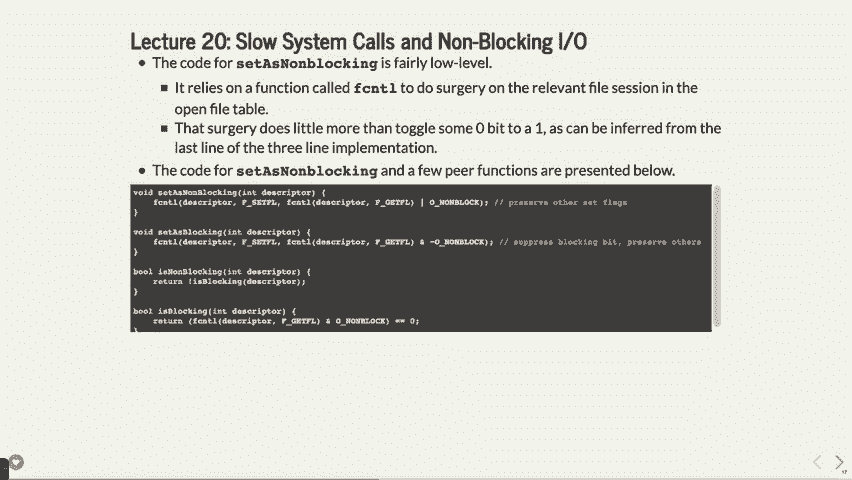 Lecture 20: Slow System Calls and Non-Blocking I/O
• The code for setAsNonblocking is fairly low-level.
■ It relies on a function called fcntl to do surgery on the relevant file session in the
open file table.
■ That surgery does little more than toggle some 0 bit to a 1, as can be inferred from the
last line of the three line implementation.
• The code for setAsNonblocking and a few peer functions are presented below.
void setAsNonBlocking(int descriptor) {
    fcntl(descriptor, F_SETFL, fcntl(descriptor, F_GETFL) | O_NONBLOCK); // preserve other set flags
}
void setAsBlocking(int descriptor) {
    fcntl(descriptor, F_SETFL, fcntl(descriptor, F_GETFL) & ~O_NONBLOCK); // suppress blocking bit, preserve others
}
bool isNonBlocking(int descriptor) {
    return !isBlocking(descriptor);
}
bool isBlocking(int descriptor) {
    return (fcntl(descriptor, F_GETFL) & O_NONBLOCK) == 0;
}
17